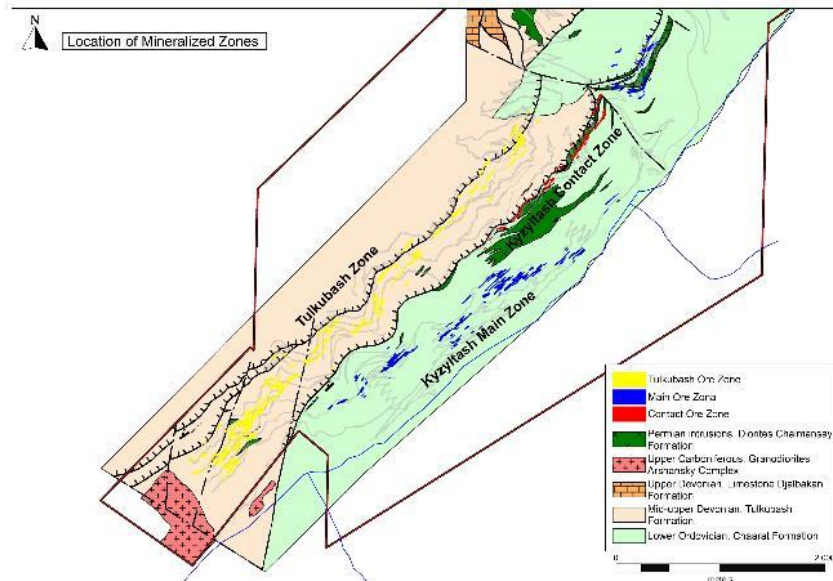 N
Location of Mineralized Zones
Tulkubash Zone
Kyzyltash Contact Zone
Kyzyltash Main Zone
Tulkubash Ore Zone
Main Ore Zona
Contact Ore Zone
Permian intrusions, Diorites Chalmansay
Formation
Upper Carboniferous, Granodiorites
Arshansky Complex
Upper Devonian, Limestone Djalbakan
Formation
Mid-upper Devonian, Tulkubash
Formation
Lower Ordovician, Chaarat Formation
0